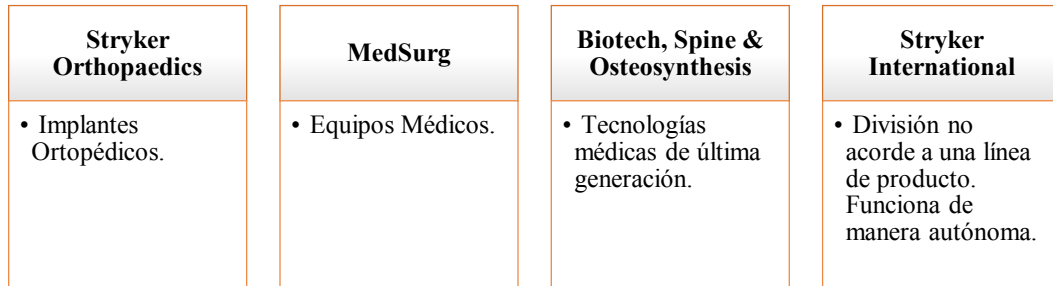 Stryker
Orthopaedics
• Implantes
Ortopédicos.
MedSurg
• Equipos Médicos.
Biotech, Spine &
Osteosynthesis
• Tecnologías
médicas de última
generación.
Stryker
International
• División no
acorde a una línea
de producto.
Funciona de
manera autónoma.